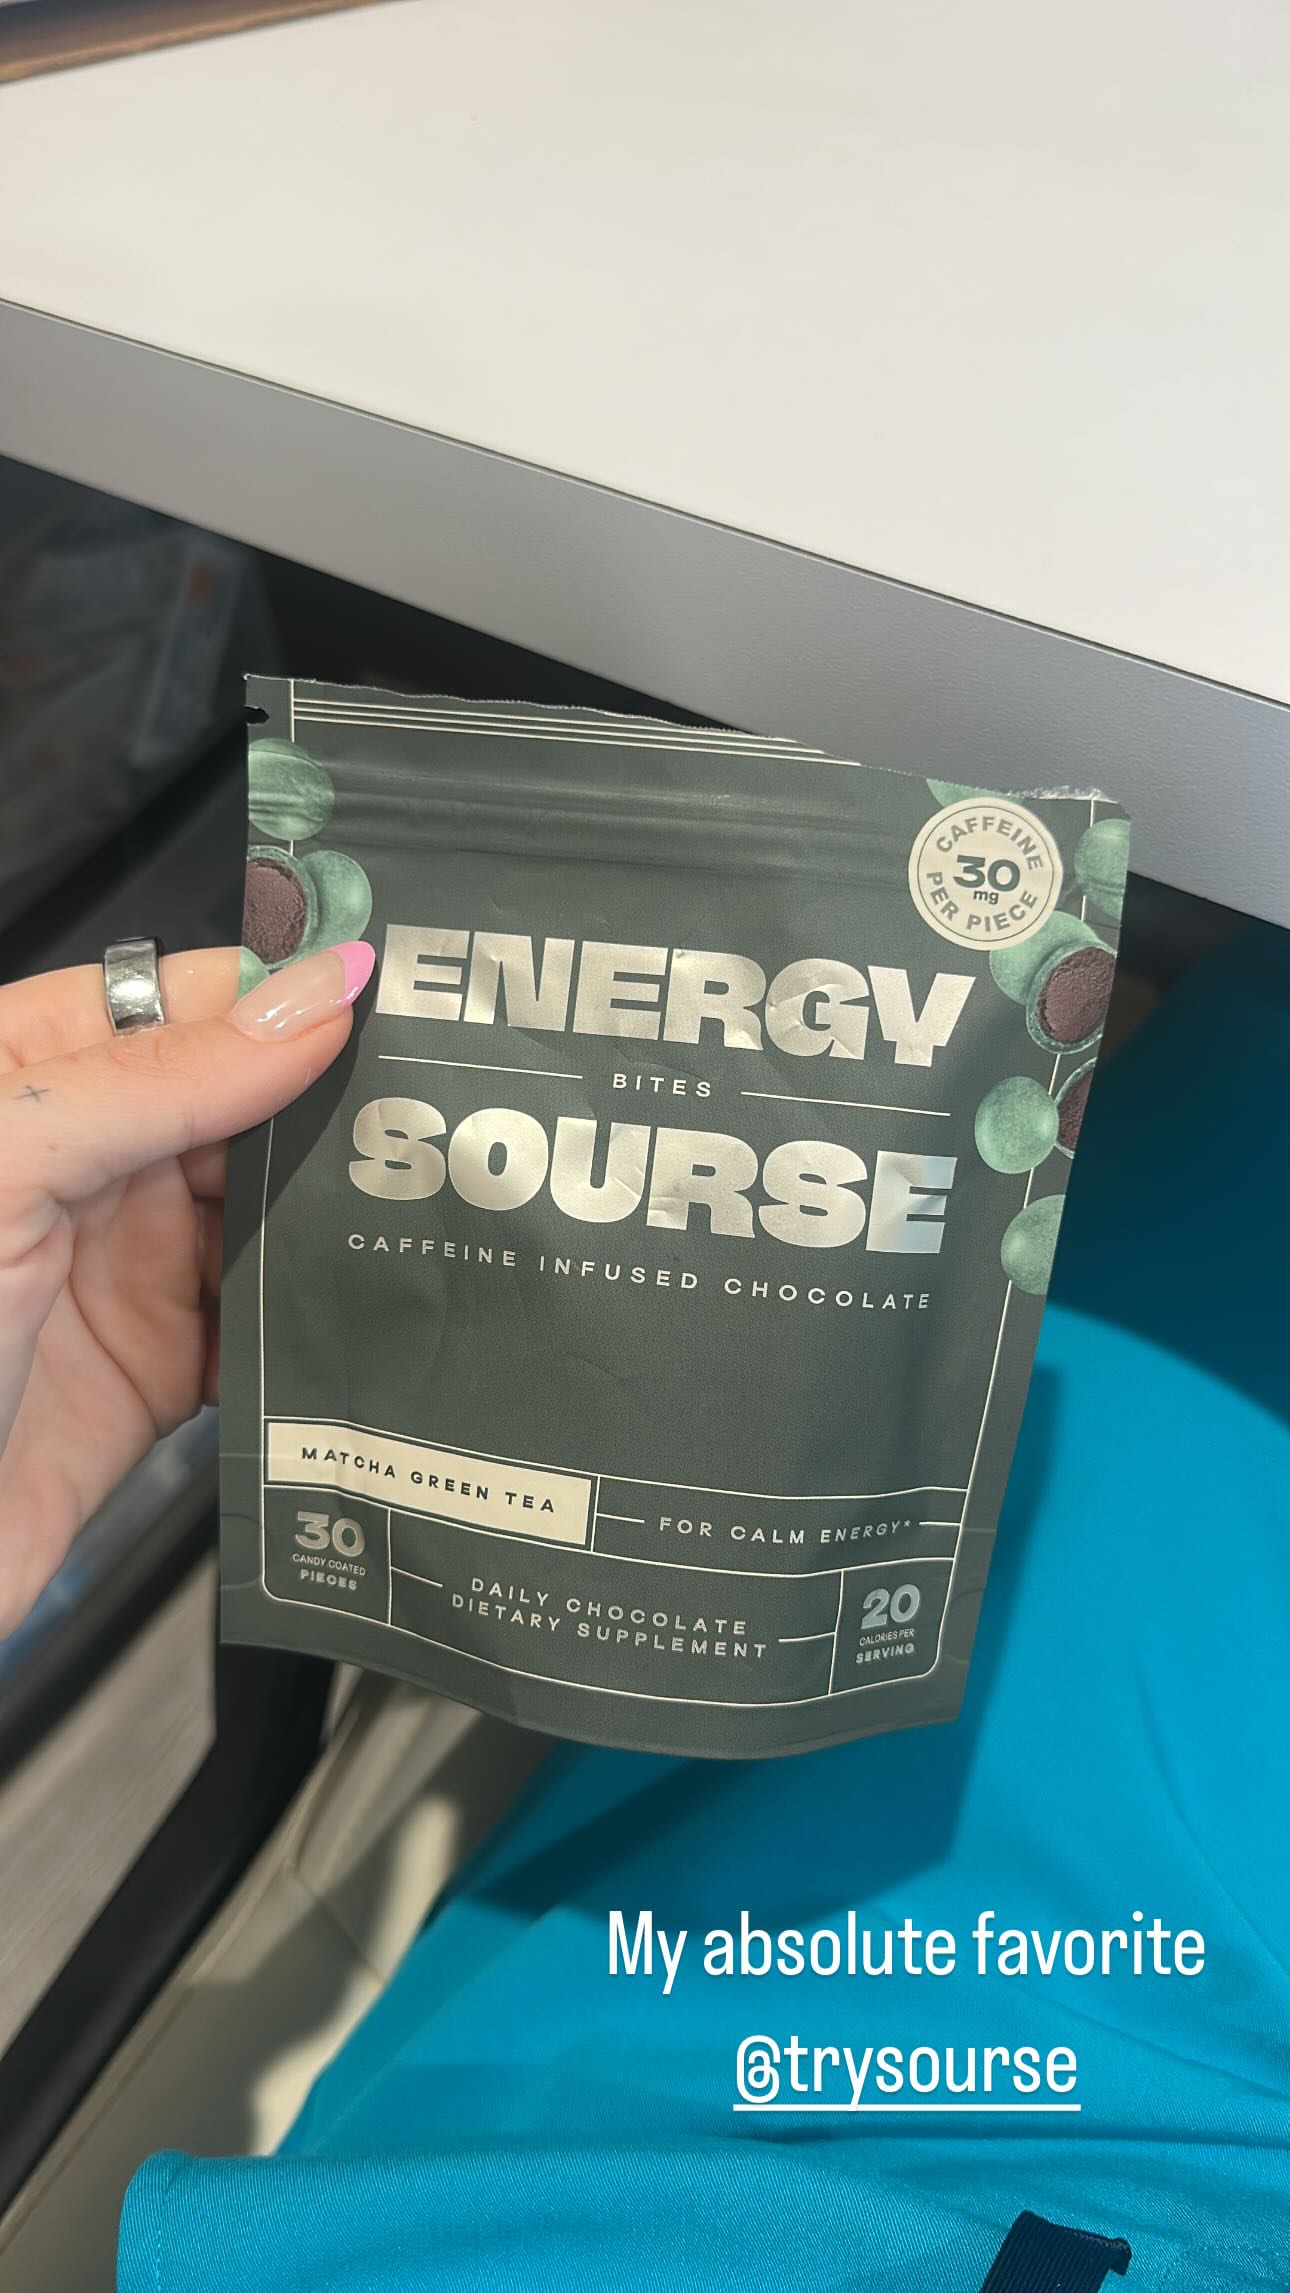 CAFFEINE
30
mg
PER PIECE
ENERGY
BITES
SOURSE
CAFFEINE INFUSED CHOCOLATE
MATCHA GREEN TEA
FOR CALM ENERGY*
30
CANDY COATED
PIECES
DAILY CHOCOLATE
DIETARY SUPPLEMENT
20
CALORIES PER
SERVING
My absolute favorite
@trysourse